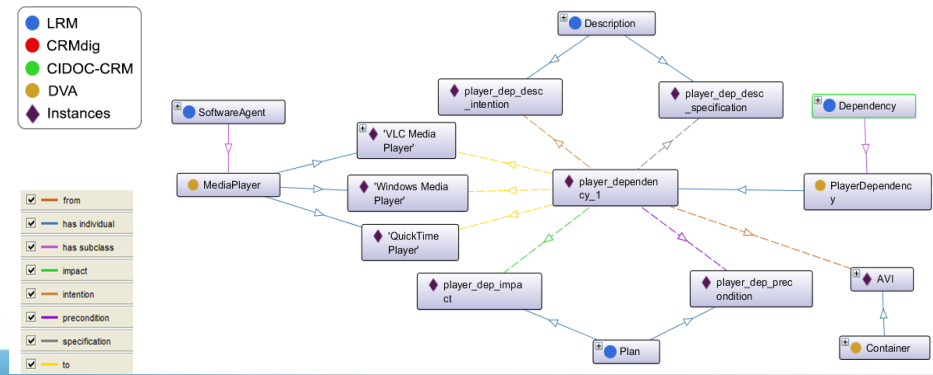 LRM
CRMdig
CIDOC-CRM
DVA
Instances
Description
player_dep_desc
_intention
player_dep_desc
_specification
SoftwareAgent
Dependency
'VLC Media
Player'
MediaPlayer
'Windows Media
Player'
player_dependen
cy_1
PlayerDependenc
y
'QuickTime
Player'
player_dep_impa
ct
player_dep_prec
ondition
AVI
Plan
Container
from
has individual
has subclass
impact
intention
precondition
specification
to